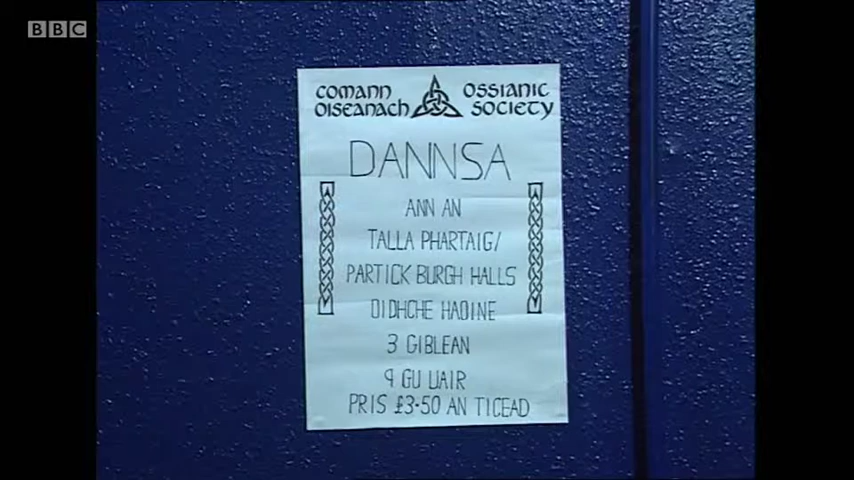 BBC
COMANN OISEANACH
OSSIANIC SOCIETY
DANNSA
ANN AN
TALLA PHARTAIG/
PARTICK BURGH HALLS
OIDHCHE HAOINE
3 GIBLEAN
9 GU UAIR
PRIS £3·50 AN TICEAD